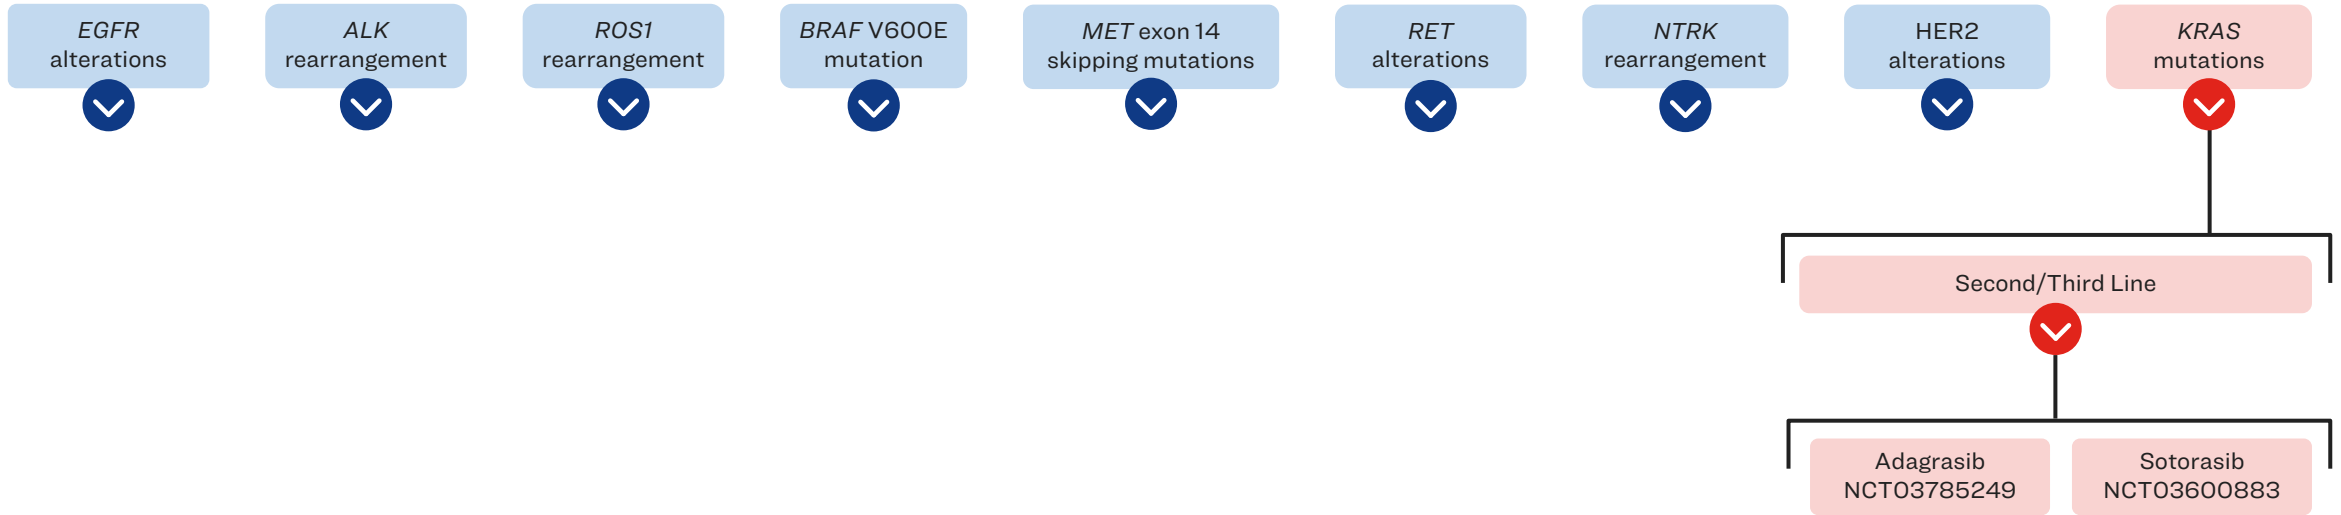 EGFR
alterations
ALK
rearrangement
ROS1
rearrangement
BRAF V600E
mutation
MET exon 14
skipping mutations
RET
alterations
NTRK
rearrangement
HER2
alterations
KRAS
mutations
Second/Third Line
Adagrasib
NCT03785249
Sotorasib
NCT03600883